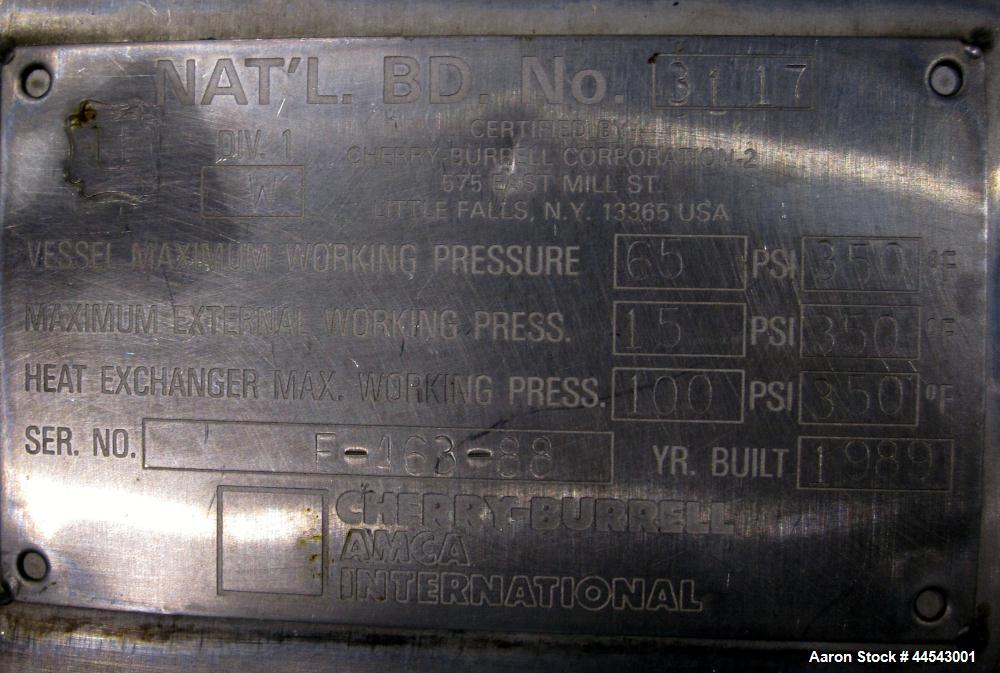 NAT'L. BD. No. 3117
CERTIFIED BY
DIV. 1
CHERRY-BURRELL CORPORATION-2
W
575 EAST MILL ST.
LITTLE FALLS, N.Y. 13365 USA
VESSEL MAXIMUM WORKING PRESSURE 65 PSI 350 °F
MAXIMUM EXTERNAL WORKING PRESS. 15 PSI 350 °F
HEAT EXCHANGER MAX. WORKING PRESS. 100 PSI 350 °F
SER. NO. E-463-88 YR. BUILT 1989
CHERRY-BURRELL
AMCA
INTERNATIONAL
Aaron Stock # 44543001